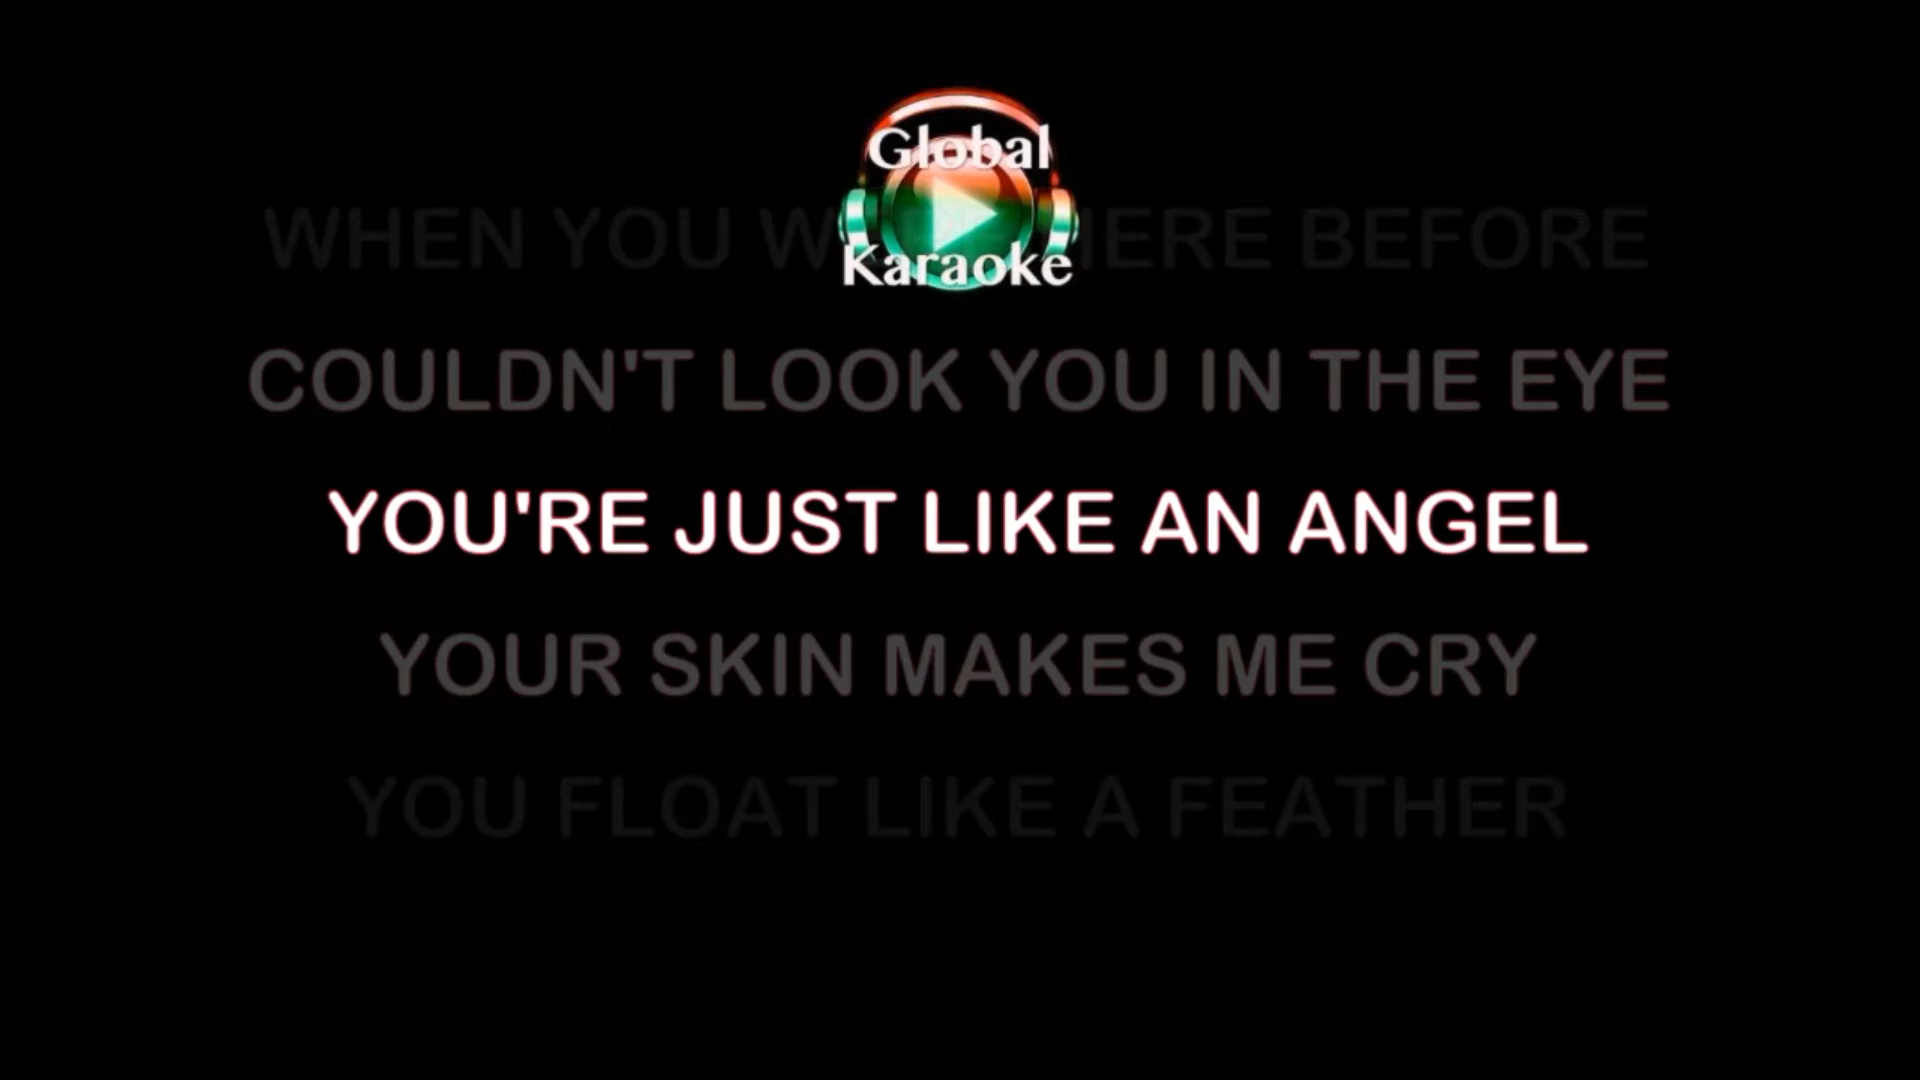 Global
WHEN YOU W HERE BEFORE
Karaoke
COULDN'T LOOK YOU IN THE EYE
YOU'RE JUST LIKE AN ANGEL
YOUR SKIN MAKES ME CRY
YOU FLOAT LIKE A FEATHER